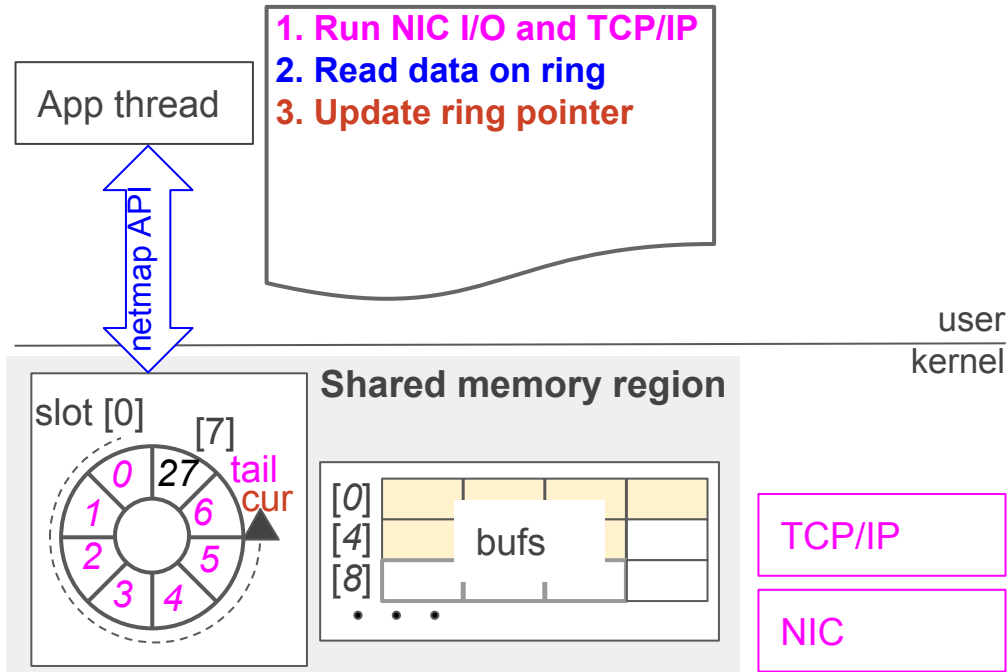 1. Run NIC I/O and TCP/IP
2. Read data on ring
3. Update ring pointer
App thread
netmap API
user
kernel
Shared memory region
slot [0]
[7]
tail
cur
0
27
1
6
2
5
3
4
[0]
[4]
[8]
bufs
• • •
TCP/IP
NIC